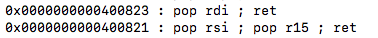 0x0000000000400823 : pop rdi ; ret
0x0000000000400821 : pop rsi ; pop r15 ; ret